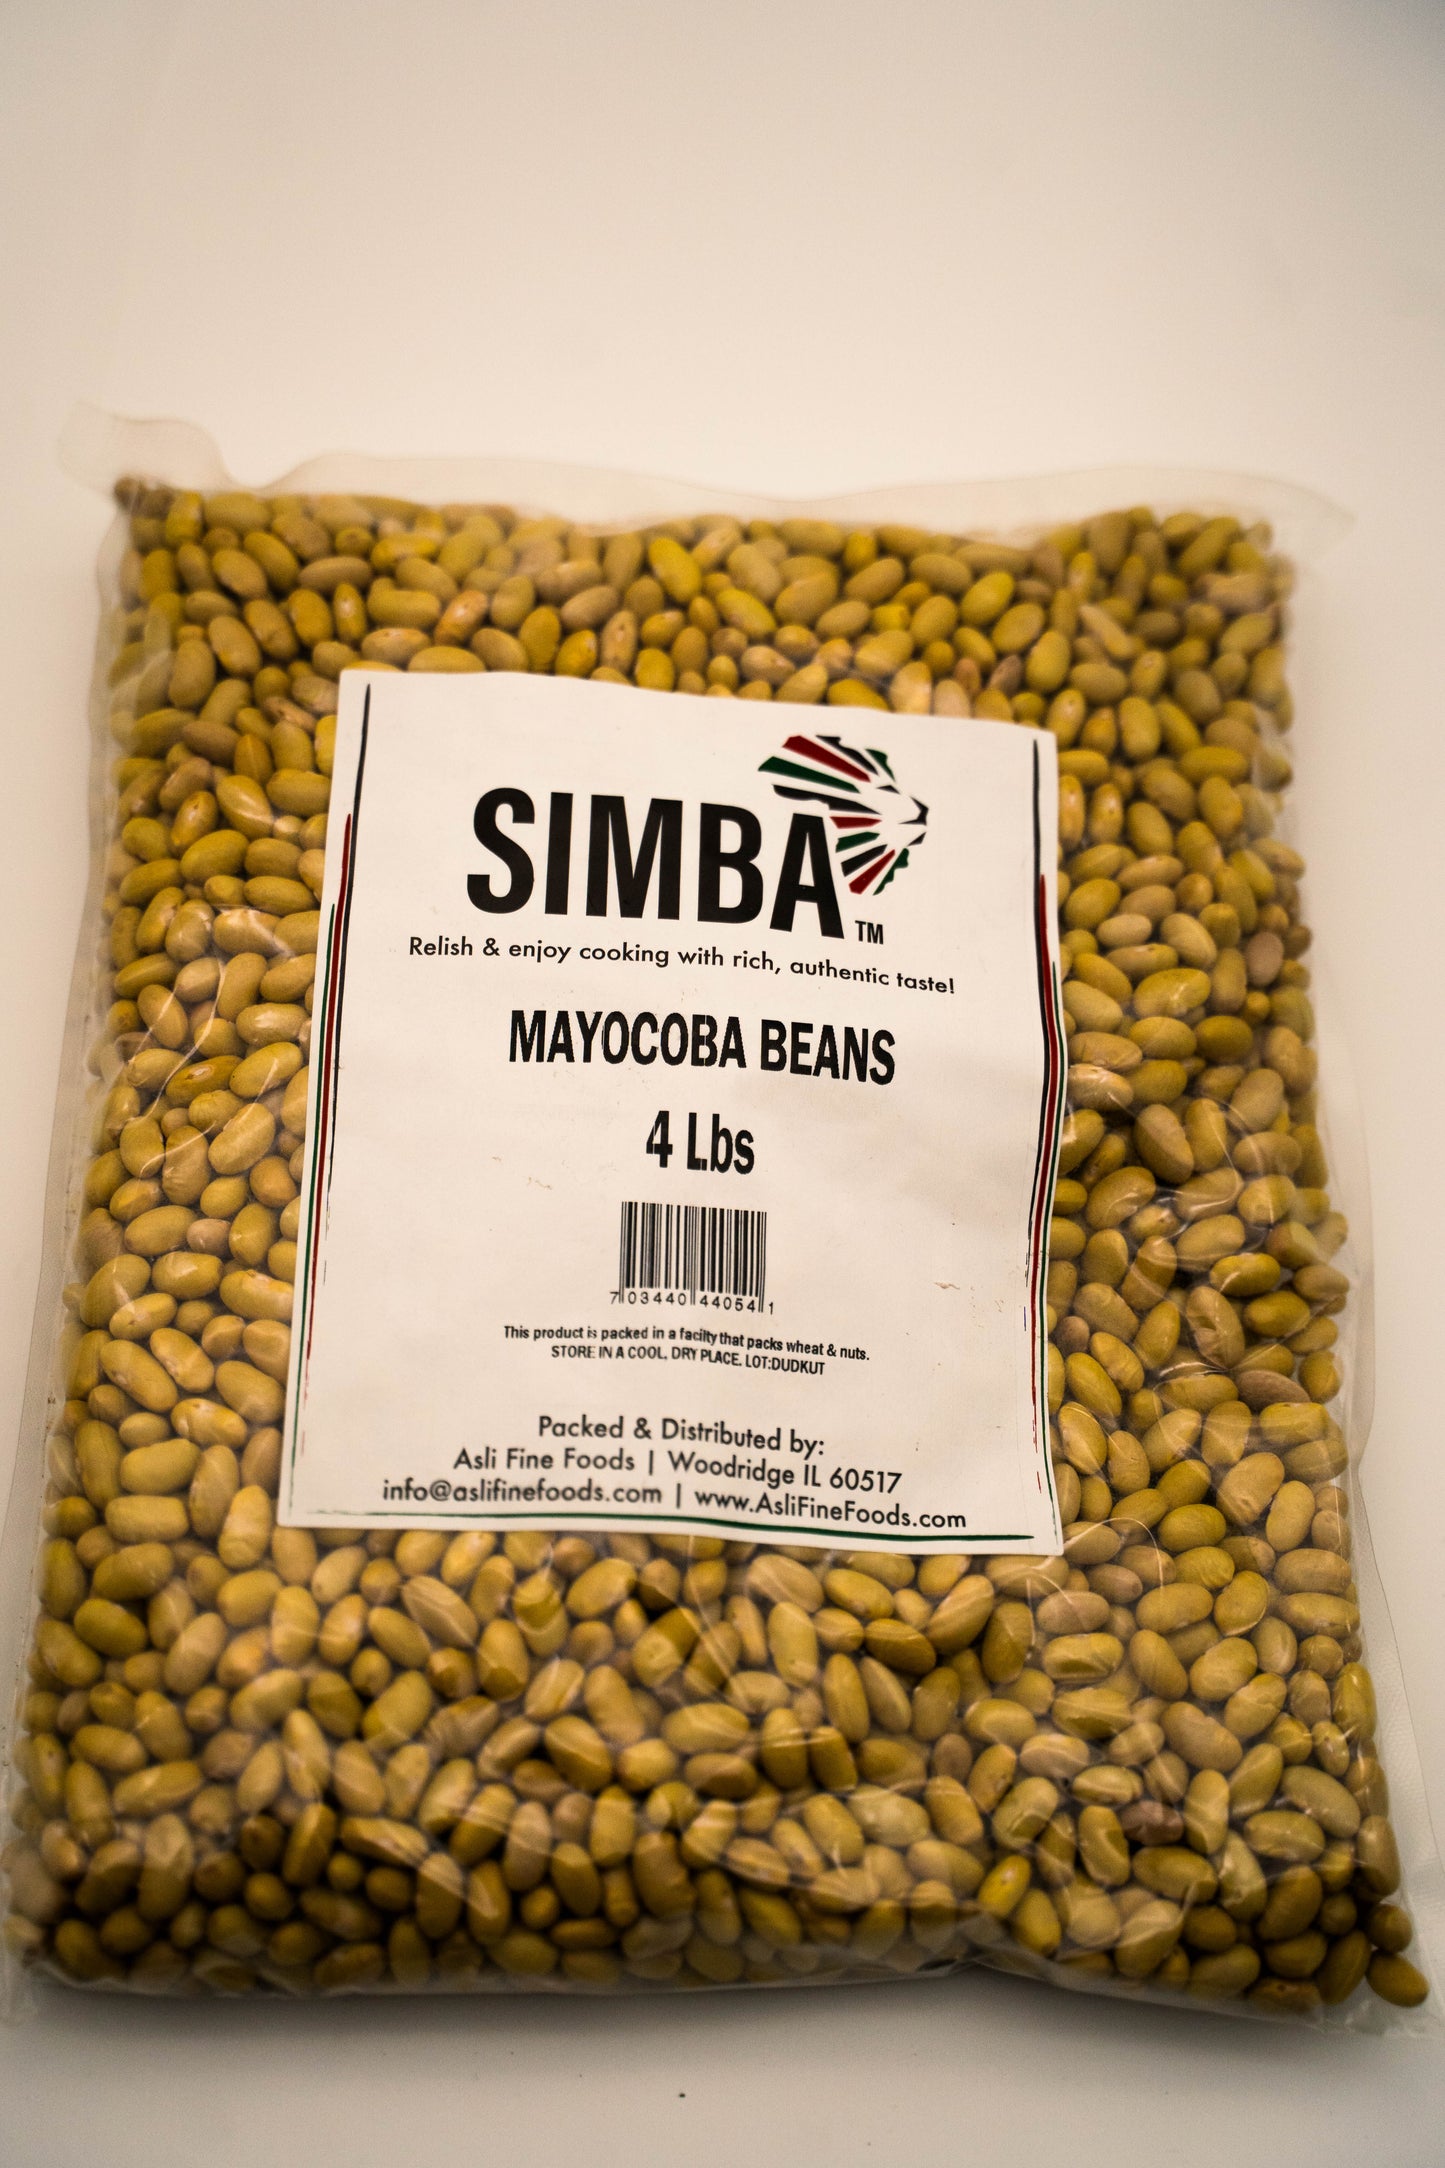 SIMBA TM
Relish & enjoy cooking with rich, authentic taste!
MAYOCOBA BEANS
4 Lbs
7 03440 44054 1
This product is packed in a facilty that packs wheat & nuts.
STORE IN A COOL, DRY PLACE. LOT:DUDKUT
Packed & Distributed by:
Asli Fine Foods | Woodridge IL 60517
info@aslifinefoods.com | www.AsliFineFoods.com